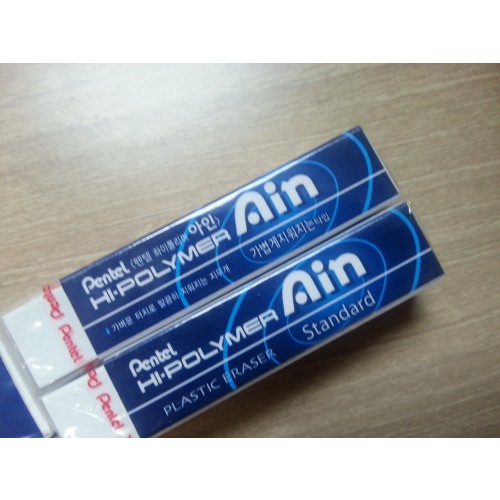 Pentel <펜텔 하이폴리머 아인>
HI-POLYMER Ain
가볍게지워지는타입
가벼운 터치로 말끔히 지워지는 지우개
Pentel
HI-POLYMER Ain
PLASTIC ERASER Standard
Pentel
Pentel